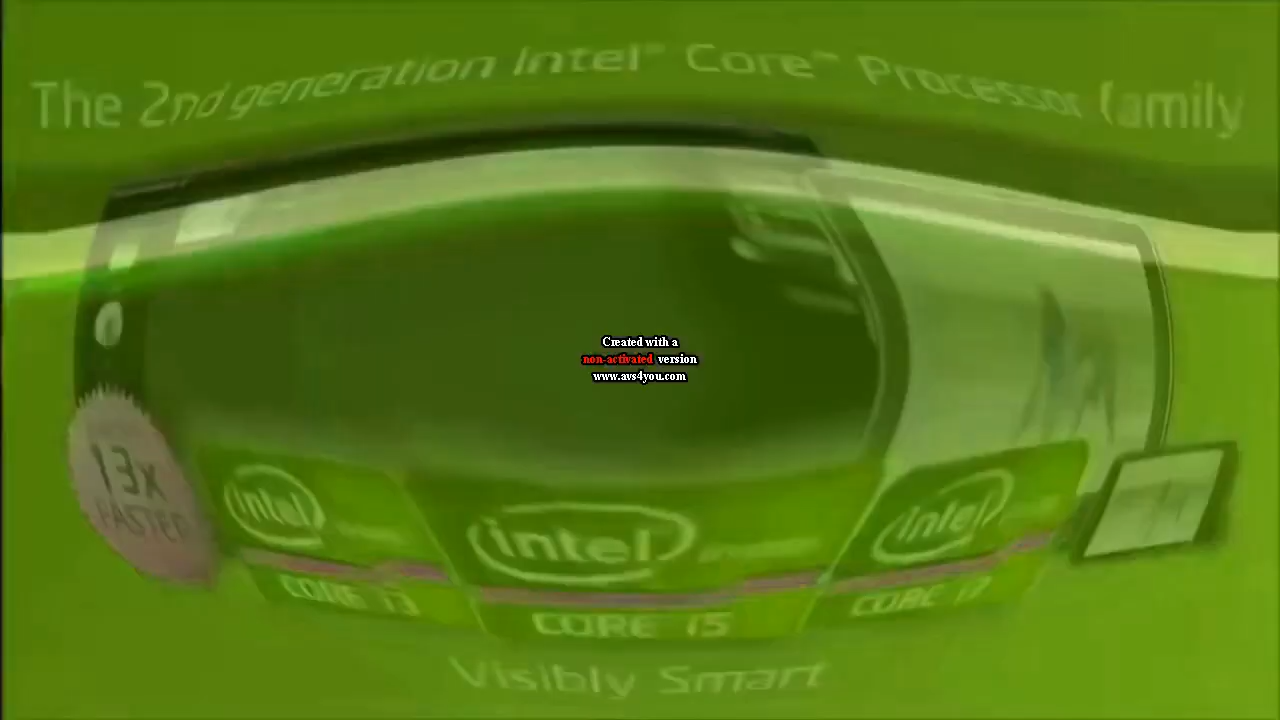 The 2nd generation Intel® Core™ Processor family
Created with a
non-activated version
www.avs4you.com
13x
FASTER
intel
intel
intel
CORE i3
CORE i5
CORE i7
Visibly Smart